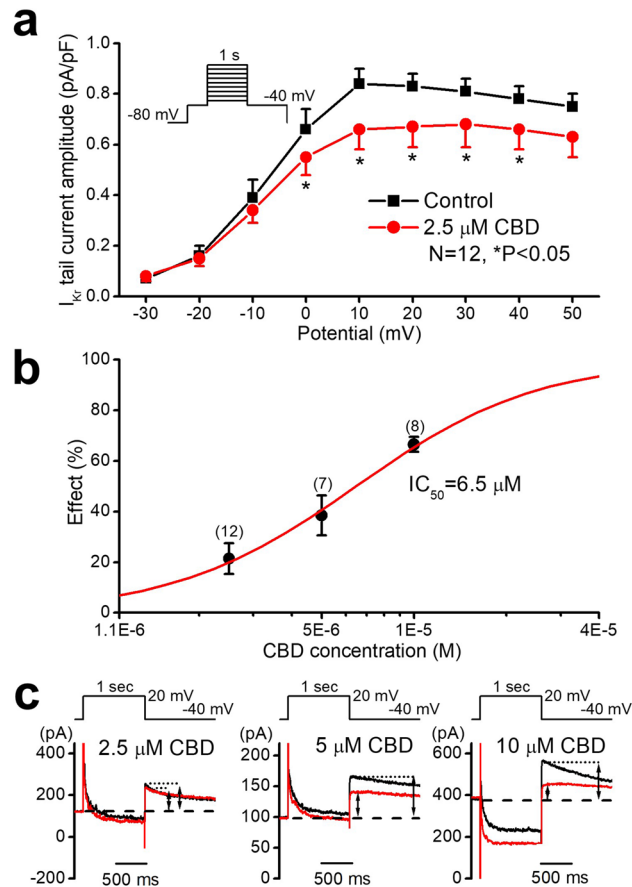 a
I_Kr tail current amplitude (pA/pF)
1.0
0.8
0.6
0.4
0.2
0.0
1 s
-80 mV
-40 mV
* * * * *
Control
2.5 μM CBD
N=12, *P<0.05
-30 -20 -10 0 10 20 30 40 50
Potential (mV)
b
Effect (%)
100
80
60
40
20
0
(12)
(7)
(8)
IC50=6.5 μM
1.1E-6 5E-6 1E-5 4E-5
CBD concentration (M)
c
1 sec 20 mV -40 mV
(pA)
2.5 μM CBD
400
200
0
-200
500 ms
1 sec 20 mV -40 mV
(pA)
5 μM CBD
200
150
100
50
0
500 ms
1 sec 20 mV -40 mV
(pA)
10 μM CBD
600
400
200
0
500 ms